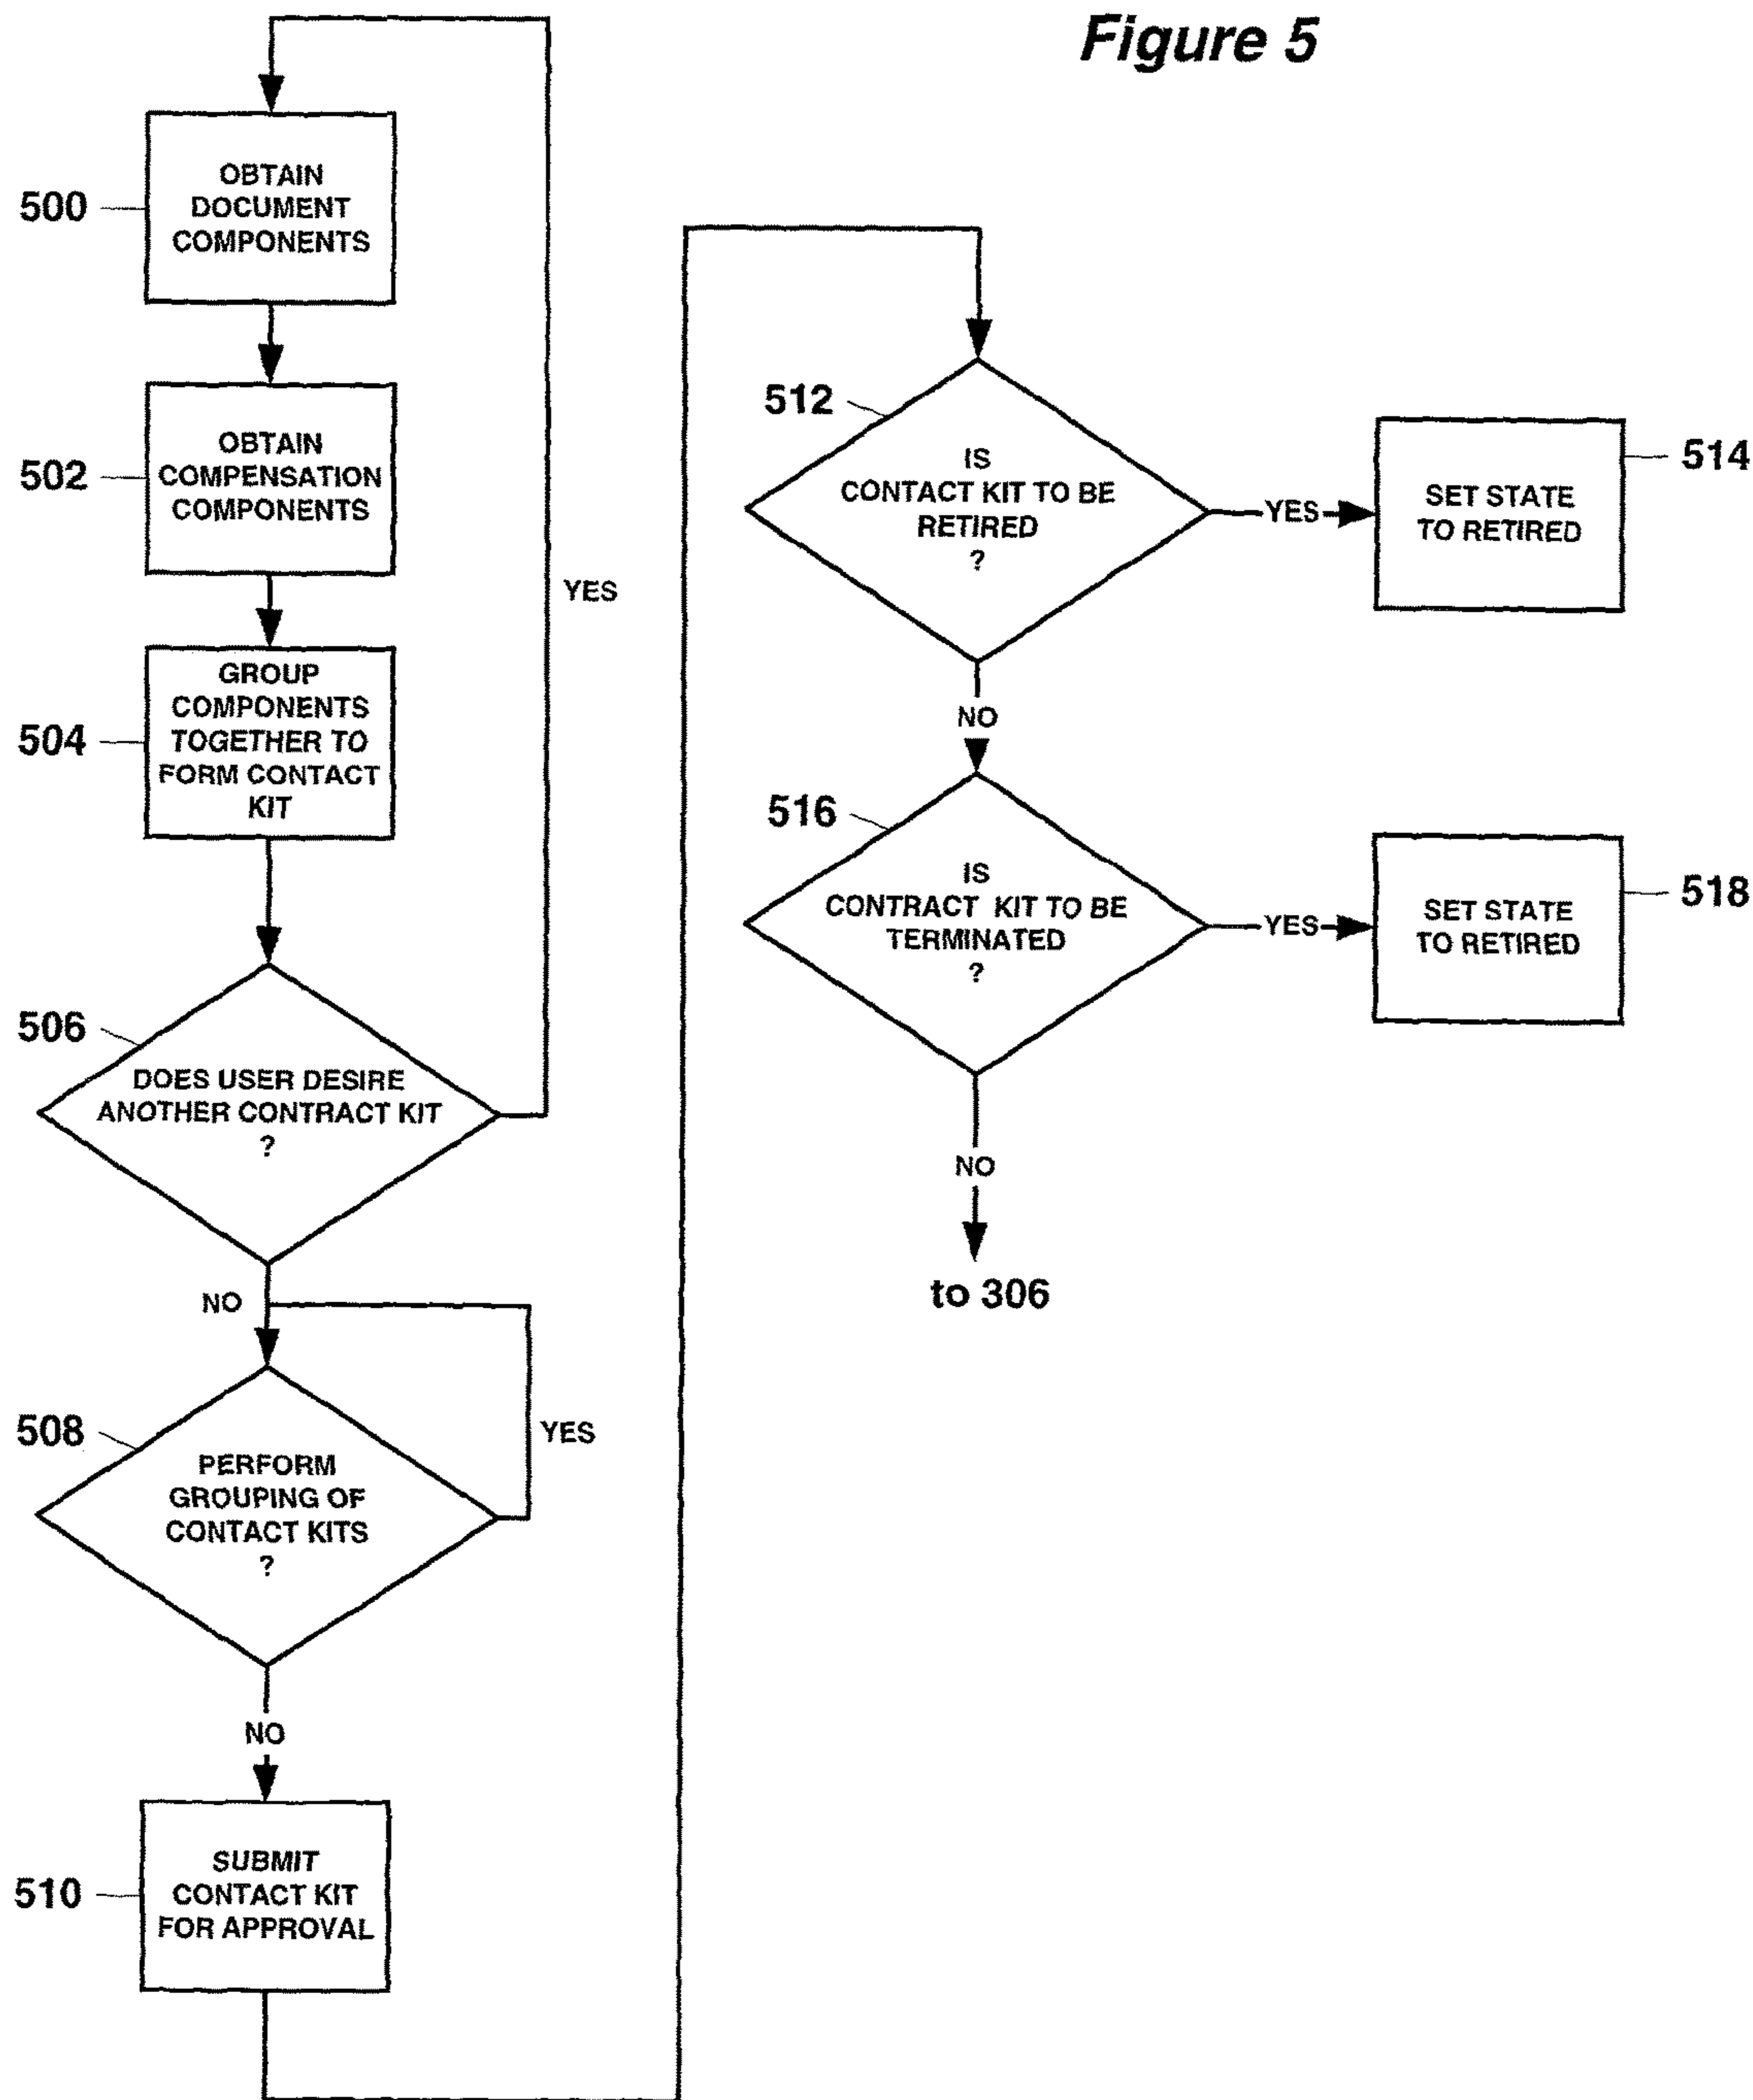 Figure 5
500
OBTAIN
DOCUMENT
COMPONENTS
502
OBTAIN
COMPENSATION
COMPONENTS
504
GROUP
COMPONENTS
TOGETHER TO
FORM CONTACT
KIT
YES
506
DOES USER DESIRE
ANOTHER CONTRACT KIT
?
NO
508
PERFORM
GROUPING OF
CONTACT KITS
?
YES
NO
510
SUBMIT
CONTACT KIT
FOR APPROVAL
512
IS
CONTACT KIT TO BE
RETIRED
?
YES
514
SET STATE
TO RETIRED
NO
516
IS
CONTRACT KIT TO BE
TERMINATED
?
YES
518
SET STATE
TO RETIRED
NO
to 306